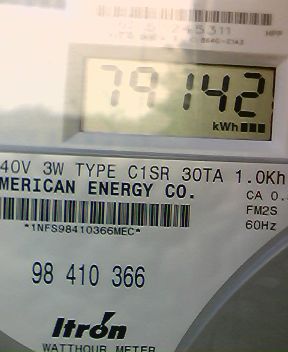 79142
kWh
40V 3W TYPE C1SR 30TA 1.0Kh
MERICAN ENERGY CO.
CA 0.
FM2S
60Hz
*1NFS98410366MEC*
98 410 366
Itrón
WATTHOUR METER